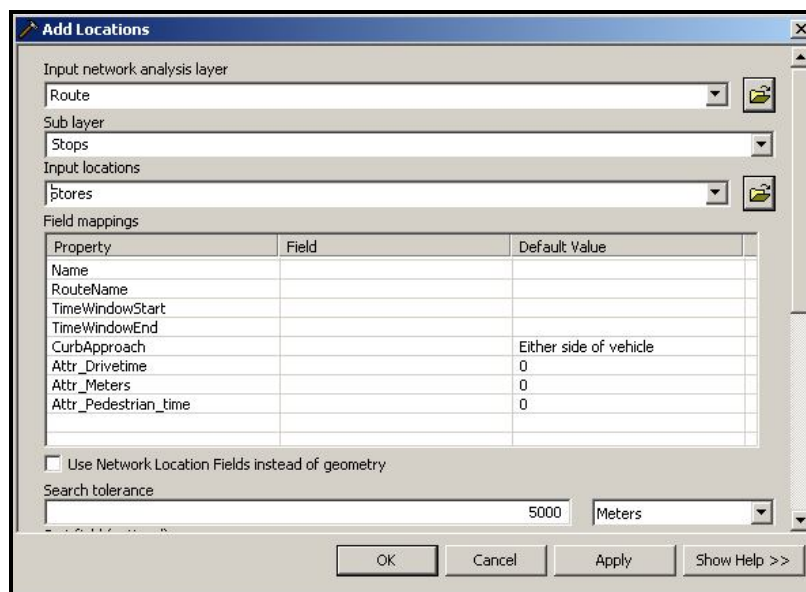 Add Locations
Input network analysis layer
Route
Sub layer
Stops
Input locations
Stores
Field mappings
Property Field Default Value
Name
RouteName
TimeWindowStart
TimeWindowEnd
CurbApproach Either side of vehicle
Attr_Drivetime 0
Attr_Meters 0
Attr_Pedestrian_time 0
Use Network Location Fields instead of geometry
Search tolerance
5000 Meters
OK Cancel Apply Show Help >>